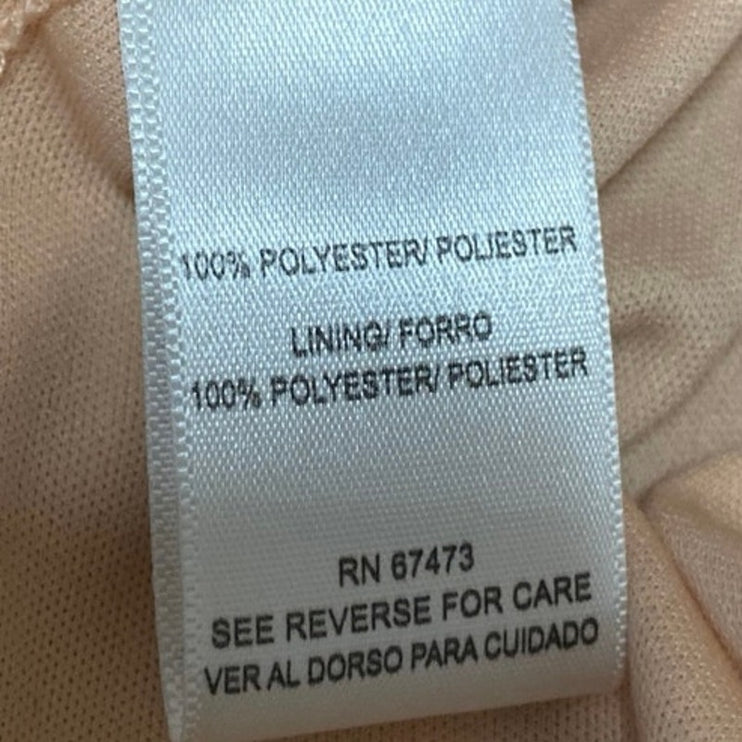 100% POLYESTER/ POLIESTER
LINING/ FORRO
100% POLYESTER/ POLIESTER
RN 67473
SEE REVERSE FOR CARE
VER AL DORSO PARA CUIDADO